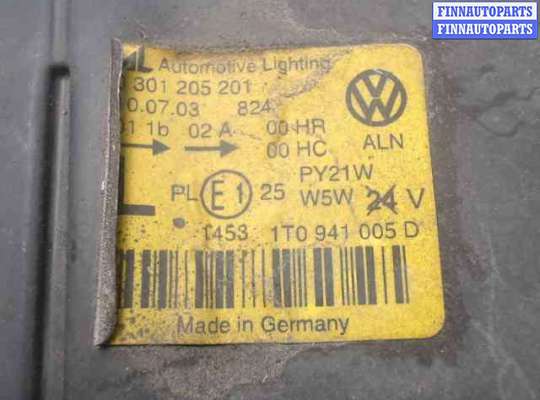 FINNAUTOPARTS
FINNAUTOPARTS
AL Automotive Lighting
301 205 201
0.07.03 824
1 1b 02 A 00 HR
00 HC ALN
PY21W
PL E1 25 W5W 24 V
L
1453 1T0 941 005 D
Made in Germany